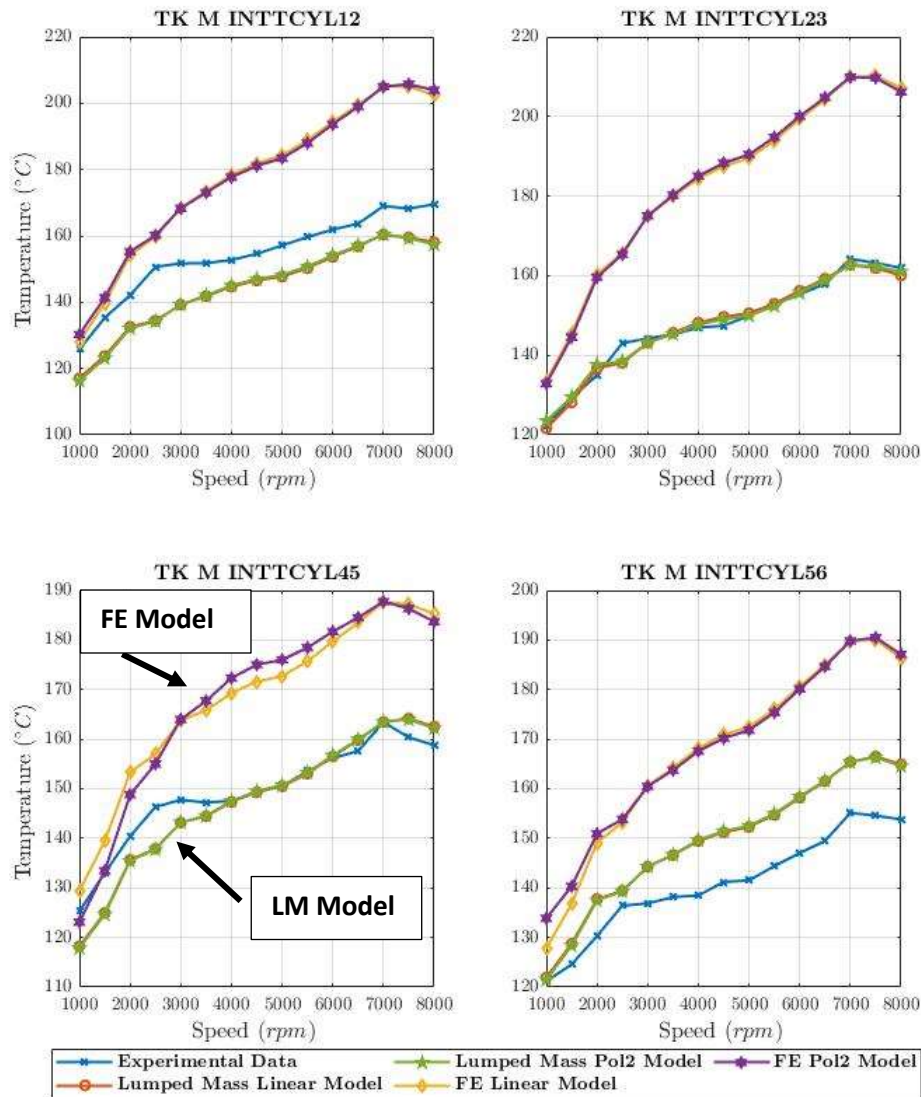 TK M INTTCYL12
TK M INTTCYL23
220
200
180
160
140
120
100
Temperature (°C)
1000 2000 3000 4000 5000 6000 7000 8000
Speed (rpm)
220
200
180
160
140
120
1000 2000 3000 4000 5000 6000 7000 8000
Speed (rpm)
TK M INTTCYL45
TK M INTTCYL56
190
180
170
160
150
140
130
120
110
Temperature (°C)
FE Model
LM Model
1000 2000 3000 4000 5000 6000 7000 8000
Speed (rpm)
200
190
180
170
160
150
140
130
120
1000 2000 3000 4000 5000 6000 7000 8000
Speed (rpm)
Experimental Data
Lumped Mass Pol2 Model
FE Pol2 Model
Lumped Mass Linear Model
FE Linear Model